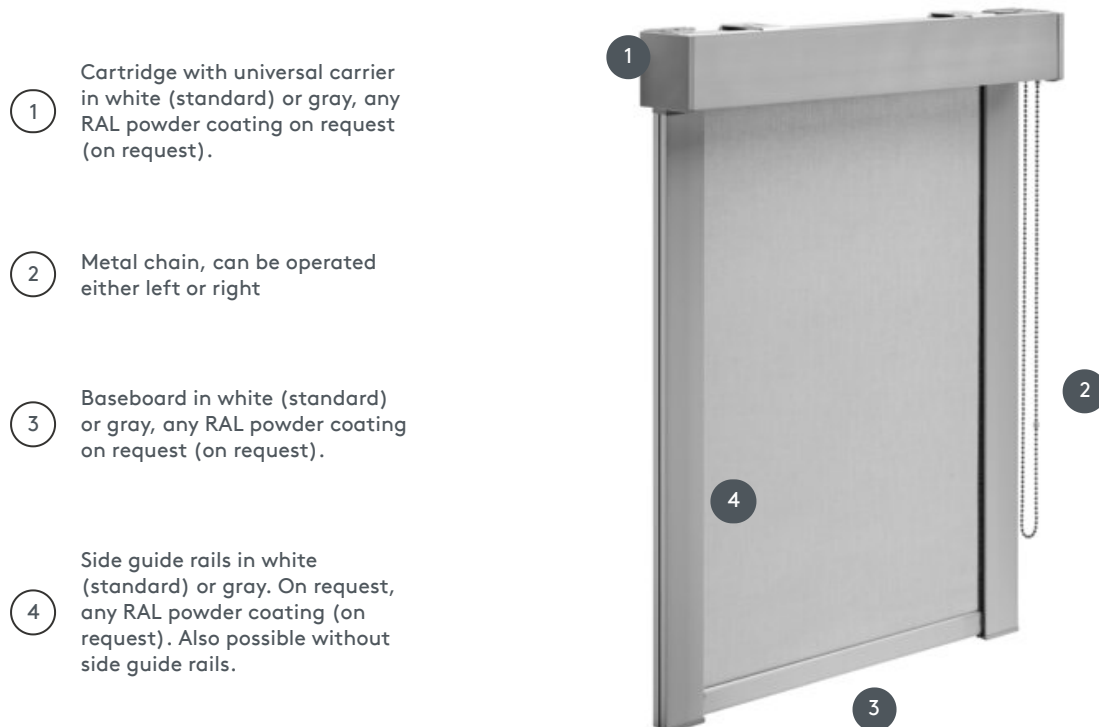 1
Cartridge with universal carrier
in white (standard) or gray, any
RAL powder coating on request
(on request).
2
Metal chain, can be operated
either left or right
3
Baseboard in white (standard)
or gray, any RAL powder coating
on request (on request).
4
Side guide rails in white
(standard) or gray. On request,
any RAL powder coating (on
request). Also possible without
side guide rails.
1
2
4
3